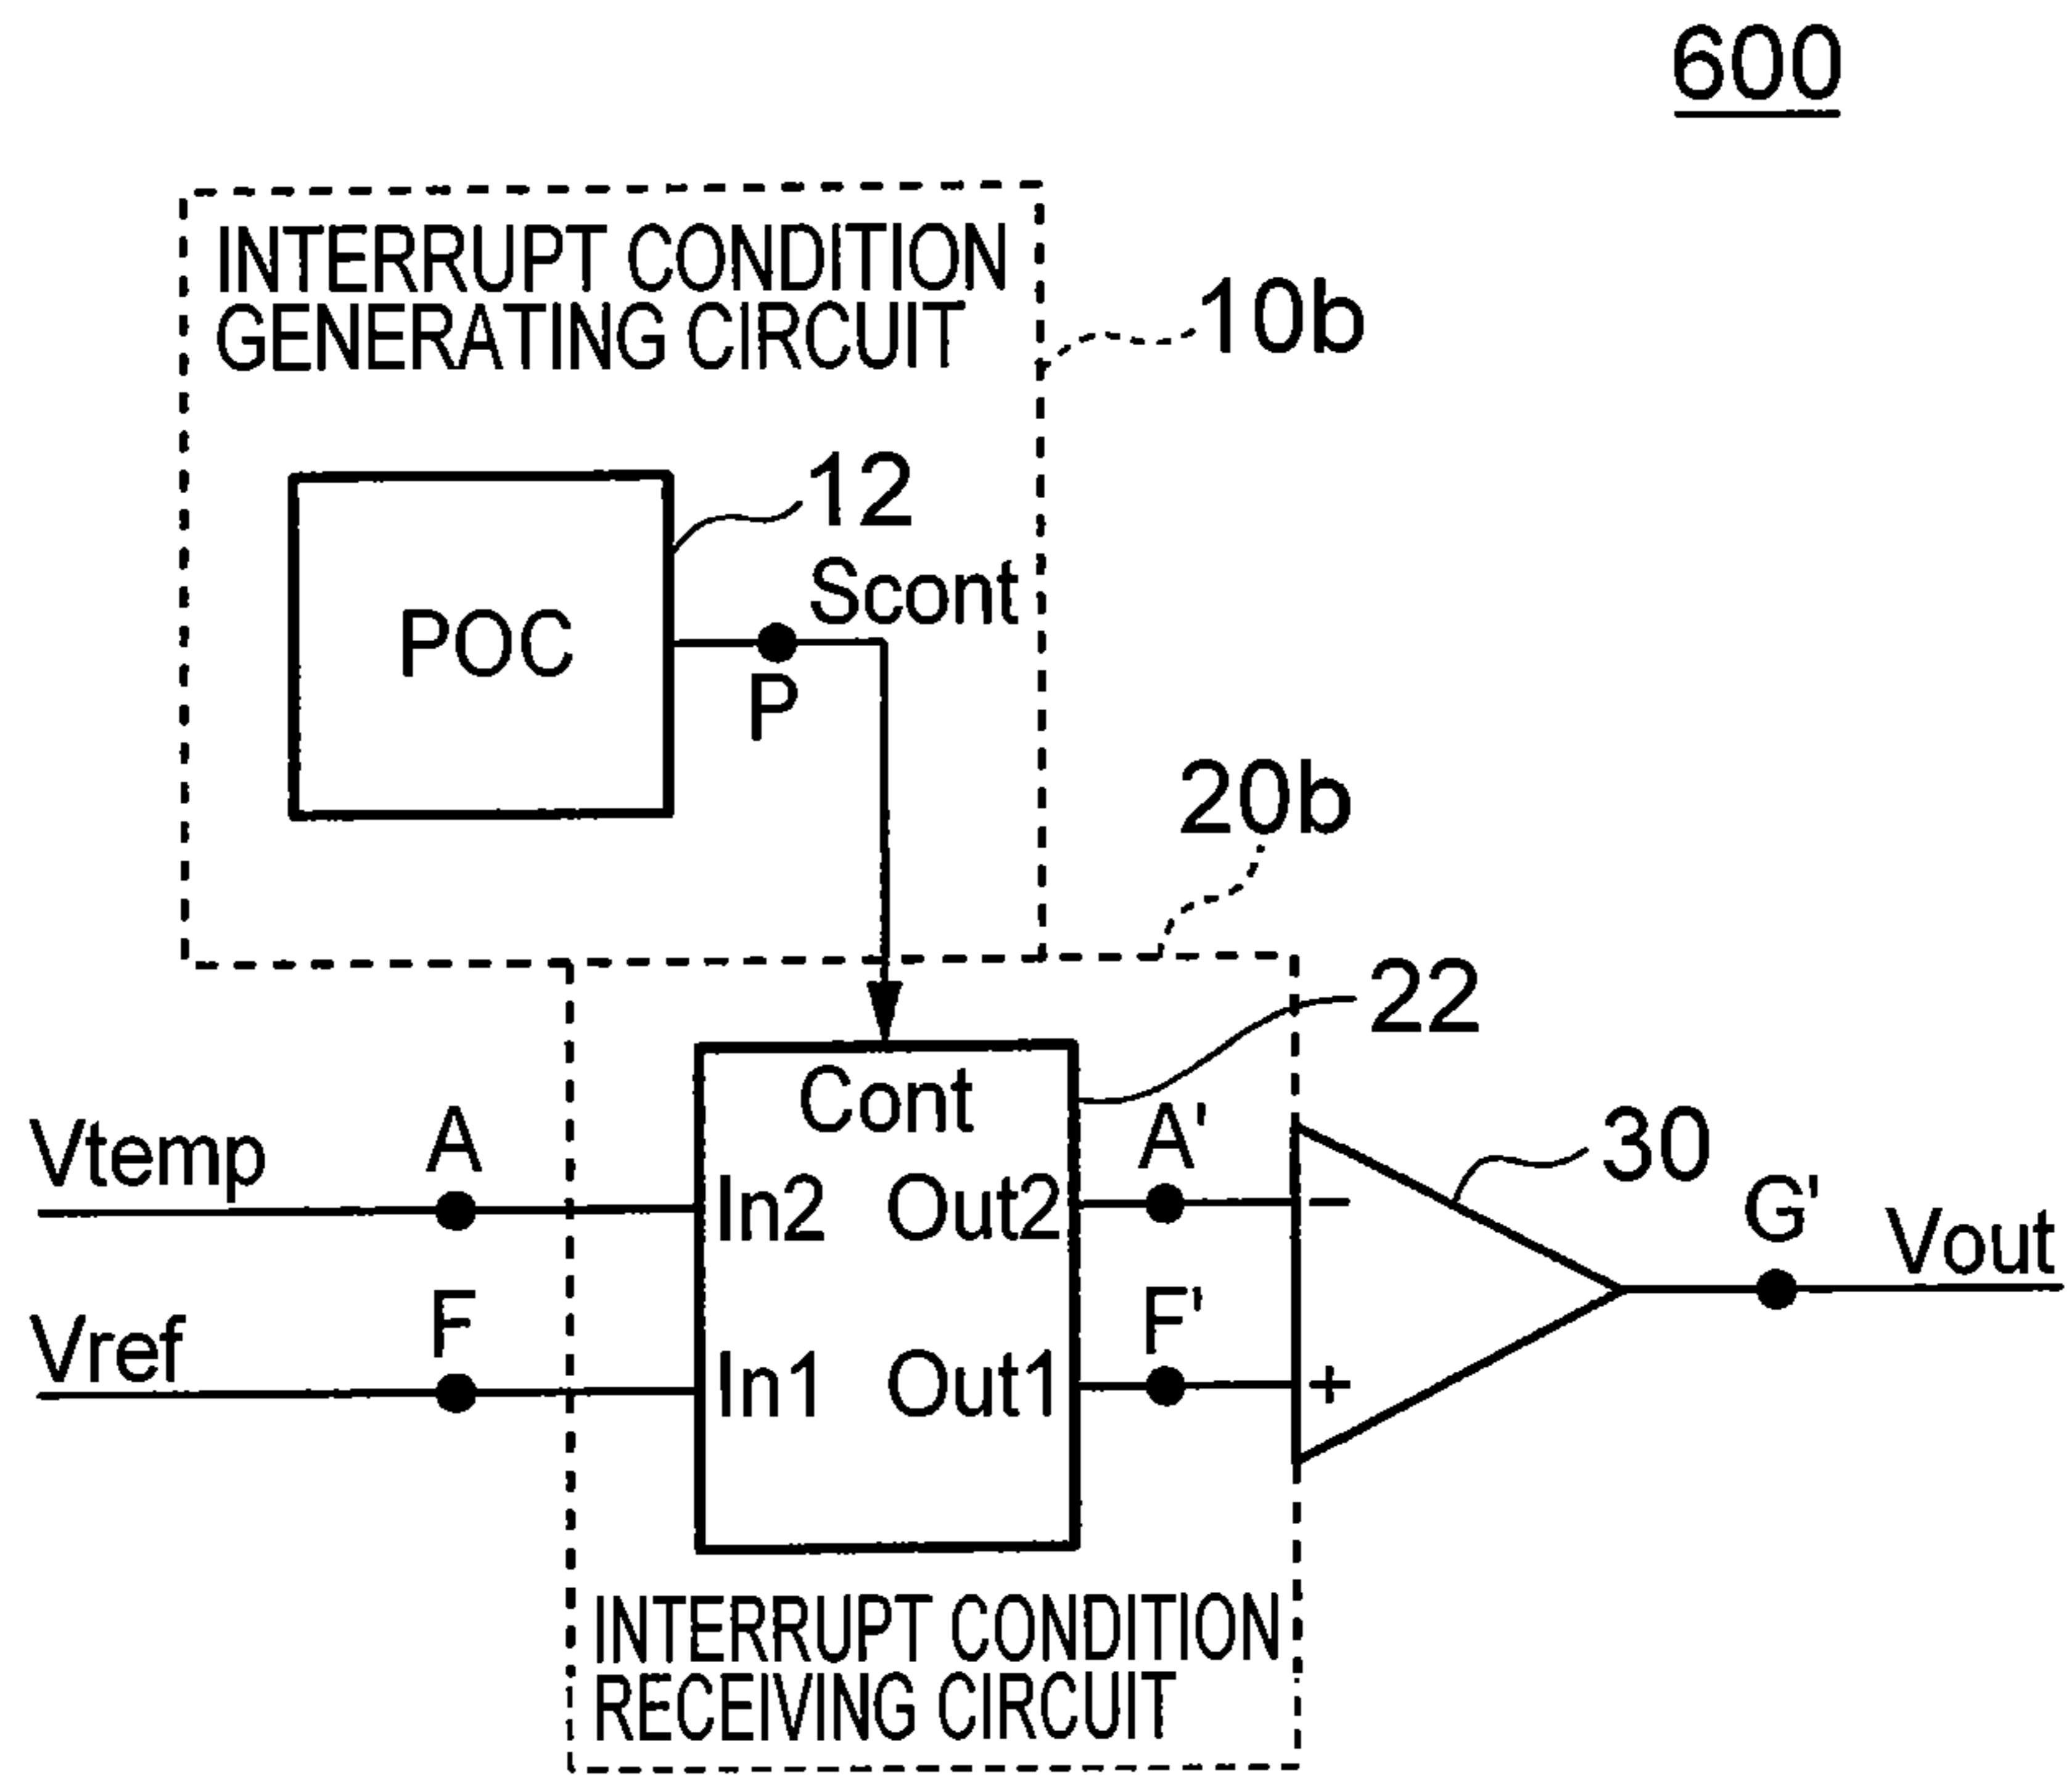 600
INTERRUPT CONDITION
GENERATING CIRCUIT
10b
12
POC
Scont
P
20b
22
Cont
Vtemp
A
In2
Out2
A'
−
30
G'
Vout
Vref
F
In1
Out1
F'
+
INTERRUPT CONDITION
RECEIVING CIRCUIT